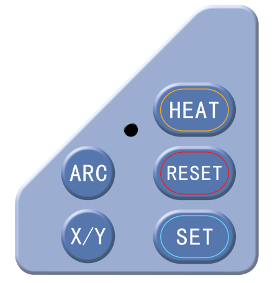 HEAT
ARC RESET
X/Y SET